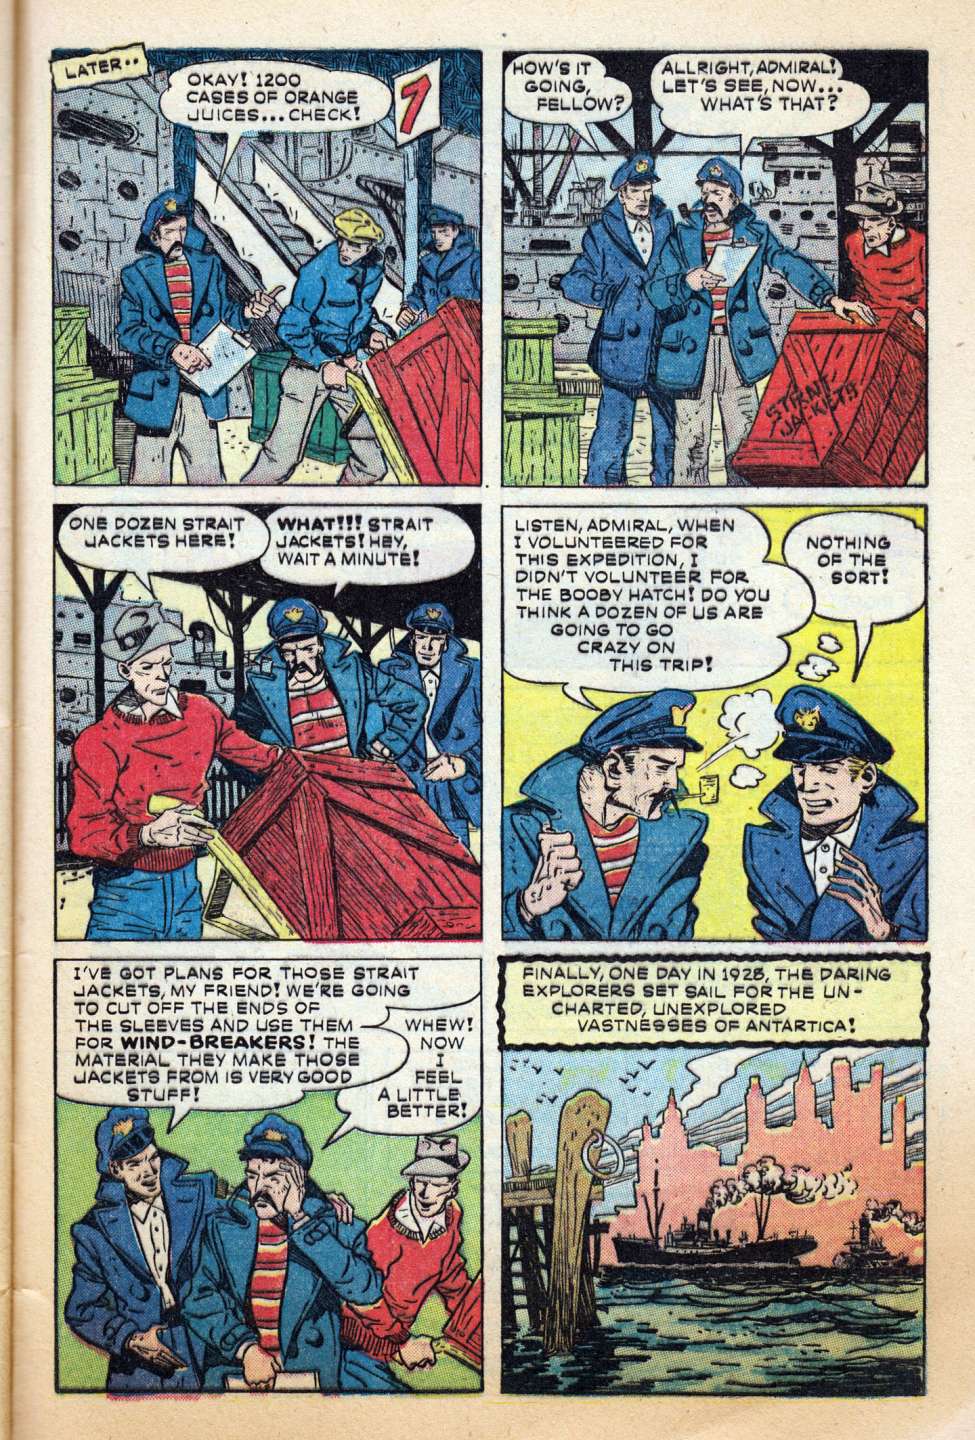 LATER..
OKAY! 1200
CASES OF ORANGE
JUICES...CHECK!
7
HOW'S IT
GOING,
FELLOW?
ALLRIGHT, ADMIRAL!
LET'S SEE, NOW...
WHAT'S THAT?
STRAIT
JACKETS
ONE DOZEN STRAIT
JACKETS HERE!
WHAT!!! STRAIT
JACKETS! HEY,
WAIT A MINUTE!
LISTEN, ADMIRAL, WHEN
I VOLUNTEERED FOR
THIS EXPEDITION, I
DIDN'T VOLUNTEER FOR
THE BOOBY HATCH! DO YOU
THINK A DOZEN OF US ARE
GOING TO GO
CRAZY ON
THIS TRIP!
NOTHING
OF THE
SORT!
I'VE GOT PLANS FOR THOSE STRAIT
JACKETS, MY FRIEND! WE'RE GOING
TO CUT OFF THE ENDS OF
THE SLEEVES AND USE THEM
FOR WIND-BREAKERS! THE
MATERIAL THEY MAKE THOSE
JACKETS FROM IS VERY GOOD
STUFF!
WHEW!
NOW
I
FEEL
A LITTLE
BETTER!
FINALLY, ONE DAY IN 1928, THE DARING
EXPLORERS SET SAIL FOR THE UN-
CHARTED, UNEXPLORED
VASTNESSES OF ANTARTICA!